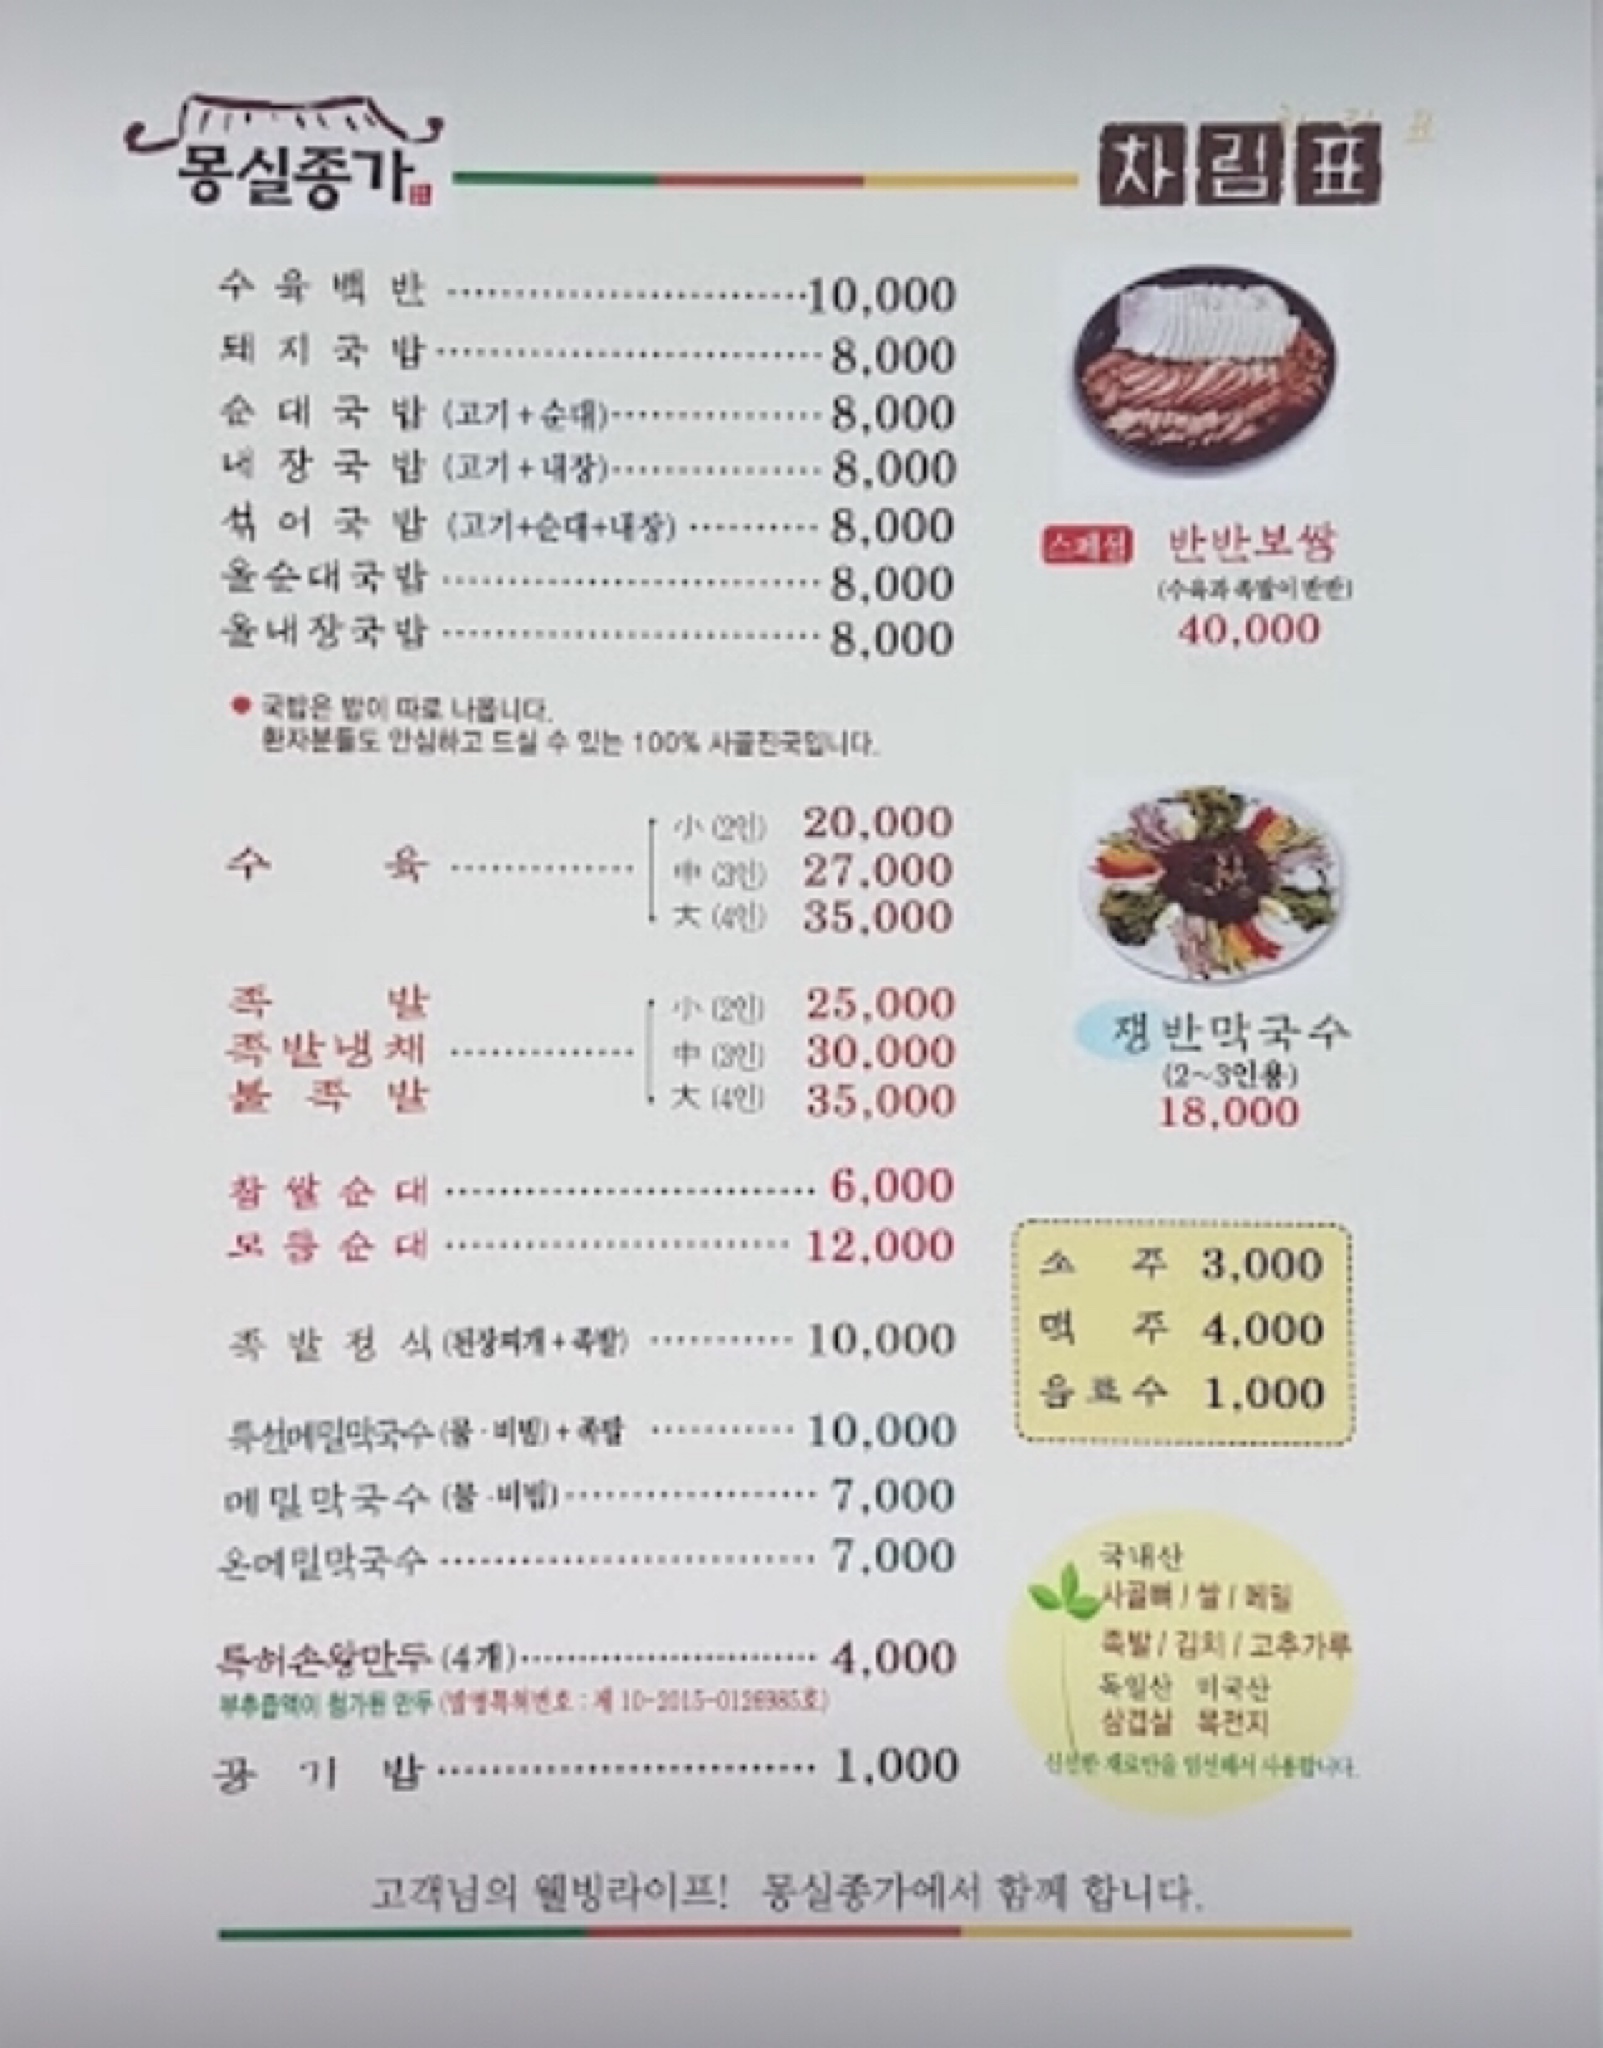 몽실종가
차림표
수육백반 10,000
돼지국밥 8,000
순대국밥 (고기+순대) 8,000
내장국밥 (고기+내장) 8,000
섞어국밥 (고기+순대+내장) 8,000
올순대국밥 8,000
올내장국밥 8,000
● 국밥은 밥이 따로 나옵니다.
환자분들도 안심하고 드실 수 있는 100% 사골진국입니다.
수육
小 (2인) 20,000
中 (3인) 27,000
大 (4인) 35,000
족발
족발냉채
불족발
小 (2인) 25,000
中 (3인) 30.000
大 (4인) 35,000
찹쌀순대 6,000
모듬순대 12,000
족발정식 (된장찌개+족발) 10,000
특선메밀막국수 (물·비빔)+족발 10,000
메밀막국수 (물·비빔) 7,000
온메밀막국수 7,000
특허손왕만두 (4개) 4,000
부추즙액이 첨가된 만두 (발명특허번호 : 제 10-2015-0126985호)
공기밥 1,000
스페셜 반반보쌈
(수육과 족발이 반반)
40,000
쟁반막국수
(2~3인용)
18,000
소주 3,000
맥주 4,000
음료수 1,000
국내산
사골뼈 / 쌀 / 메밀
족발 / 김치 / 고추가루
독일산 미국산
삼겹살 목전지
신선한 재료만을 엄선해서 사용합니다.
고객님의 웰빙라이프! 몽실종가에서 함께 합니다.